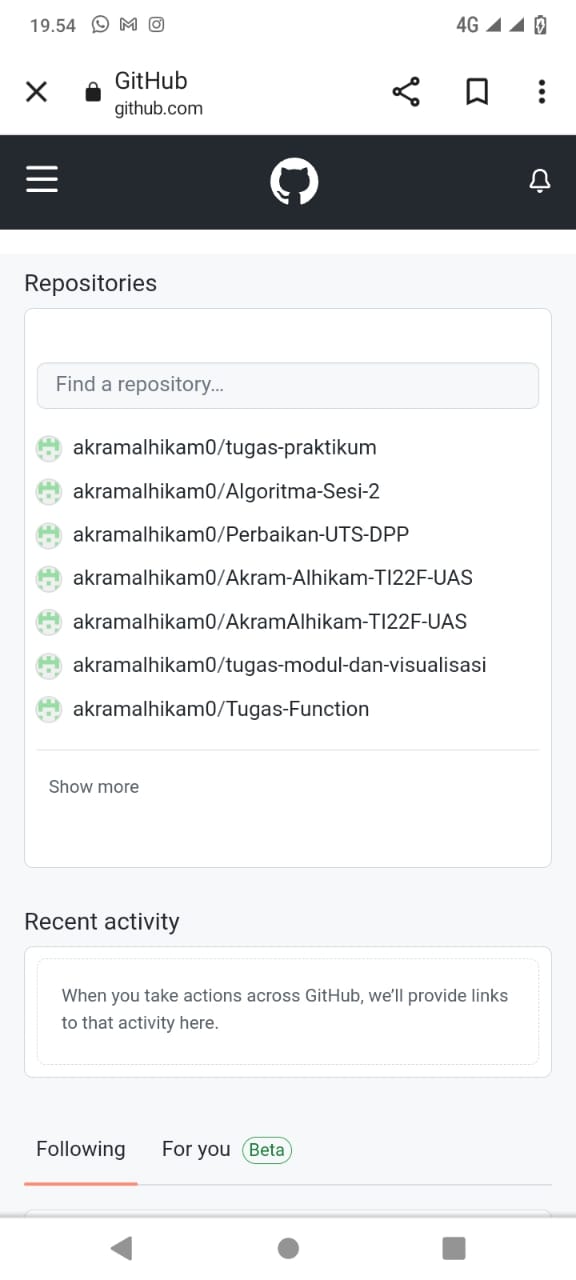 19.54
4G
GitHub
github.com
Repositories
Find a repository...
akramalhikam0/tugas-praktikum
akramalhikam0/Algoritma-Sesi-2
akramalhikam0/Perbaikan-UTS-DPP
akramalhikam0/Akram-Alhikam-TI22F-UAS
akramalhikam0/AkramAlhikam-TI22F-UAS
akramalhikam0/tugas-modul-dan-visualisasi
akramalhikam0/Tugas-Function
Show more
Recent activity
When you take actions across GitHub, we’ll provide links
to that activity here.
Following For you Beta